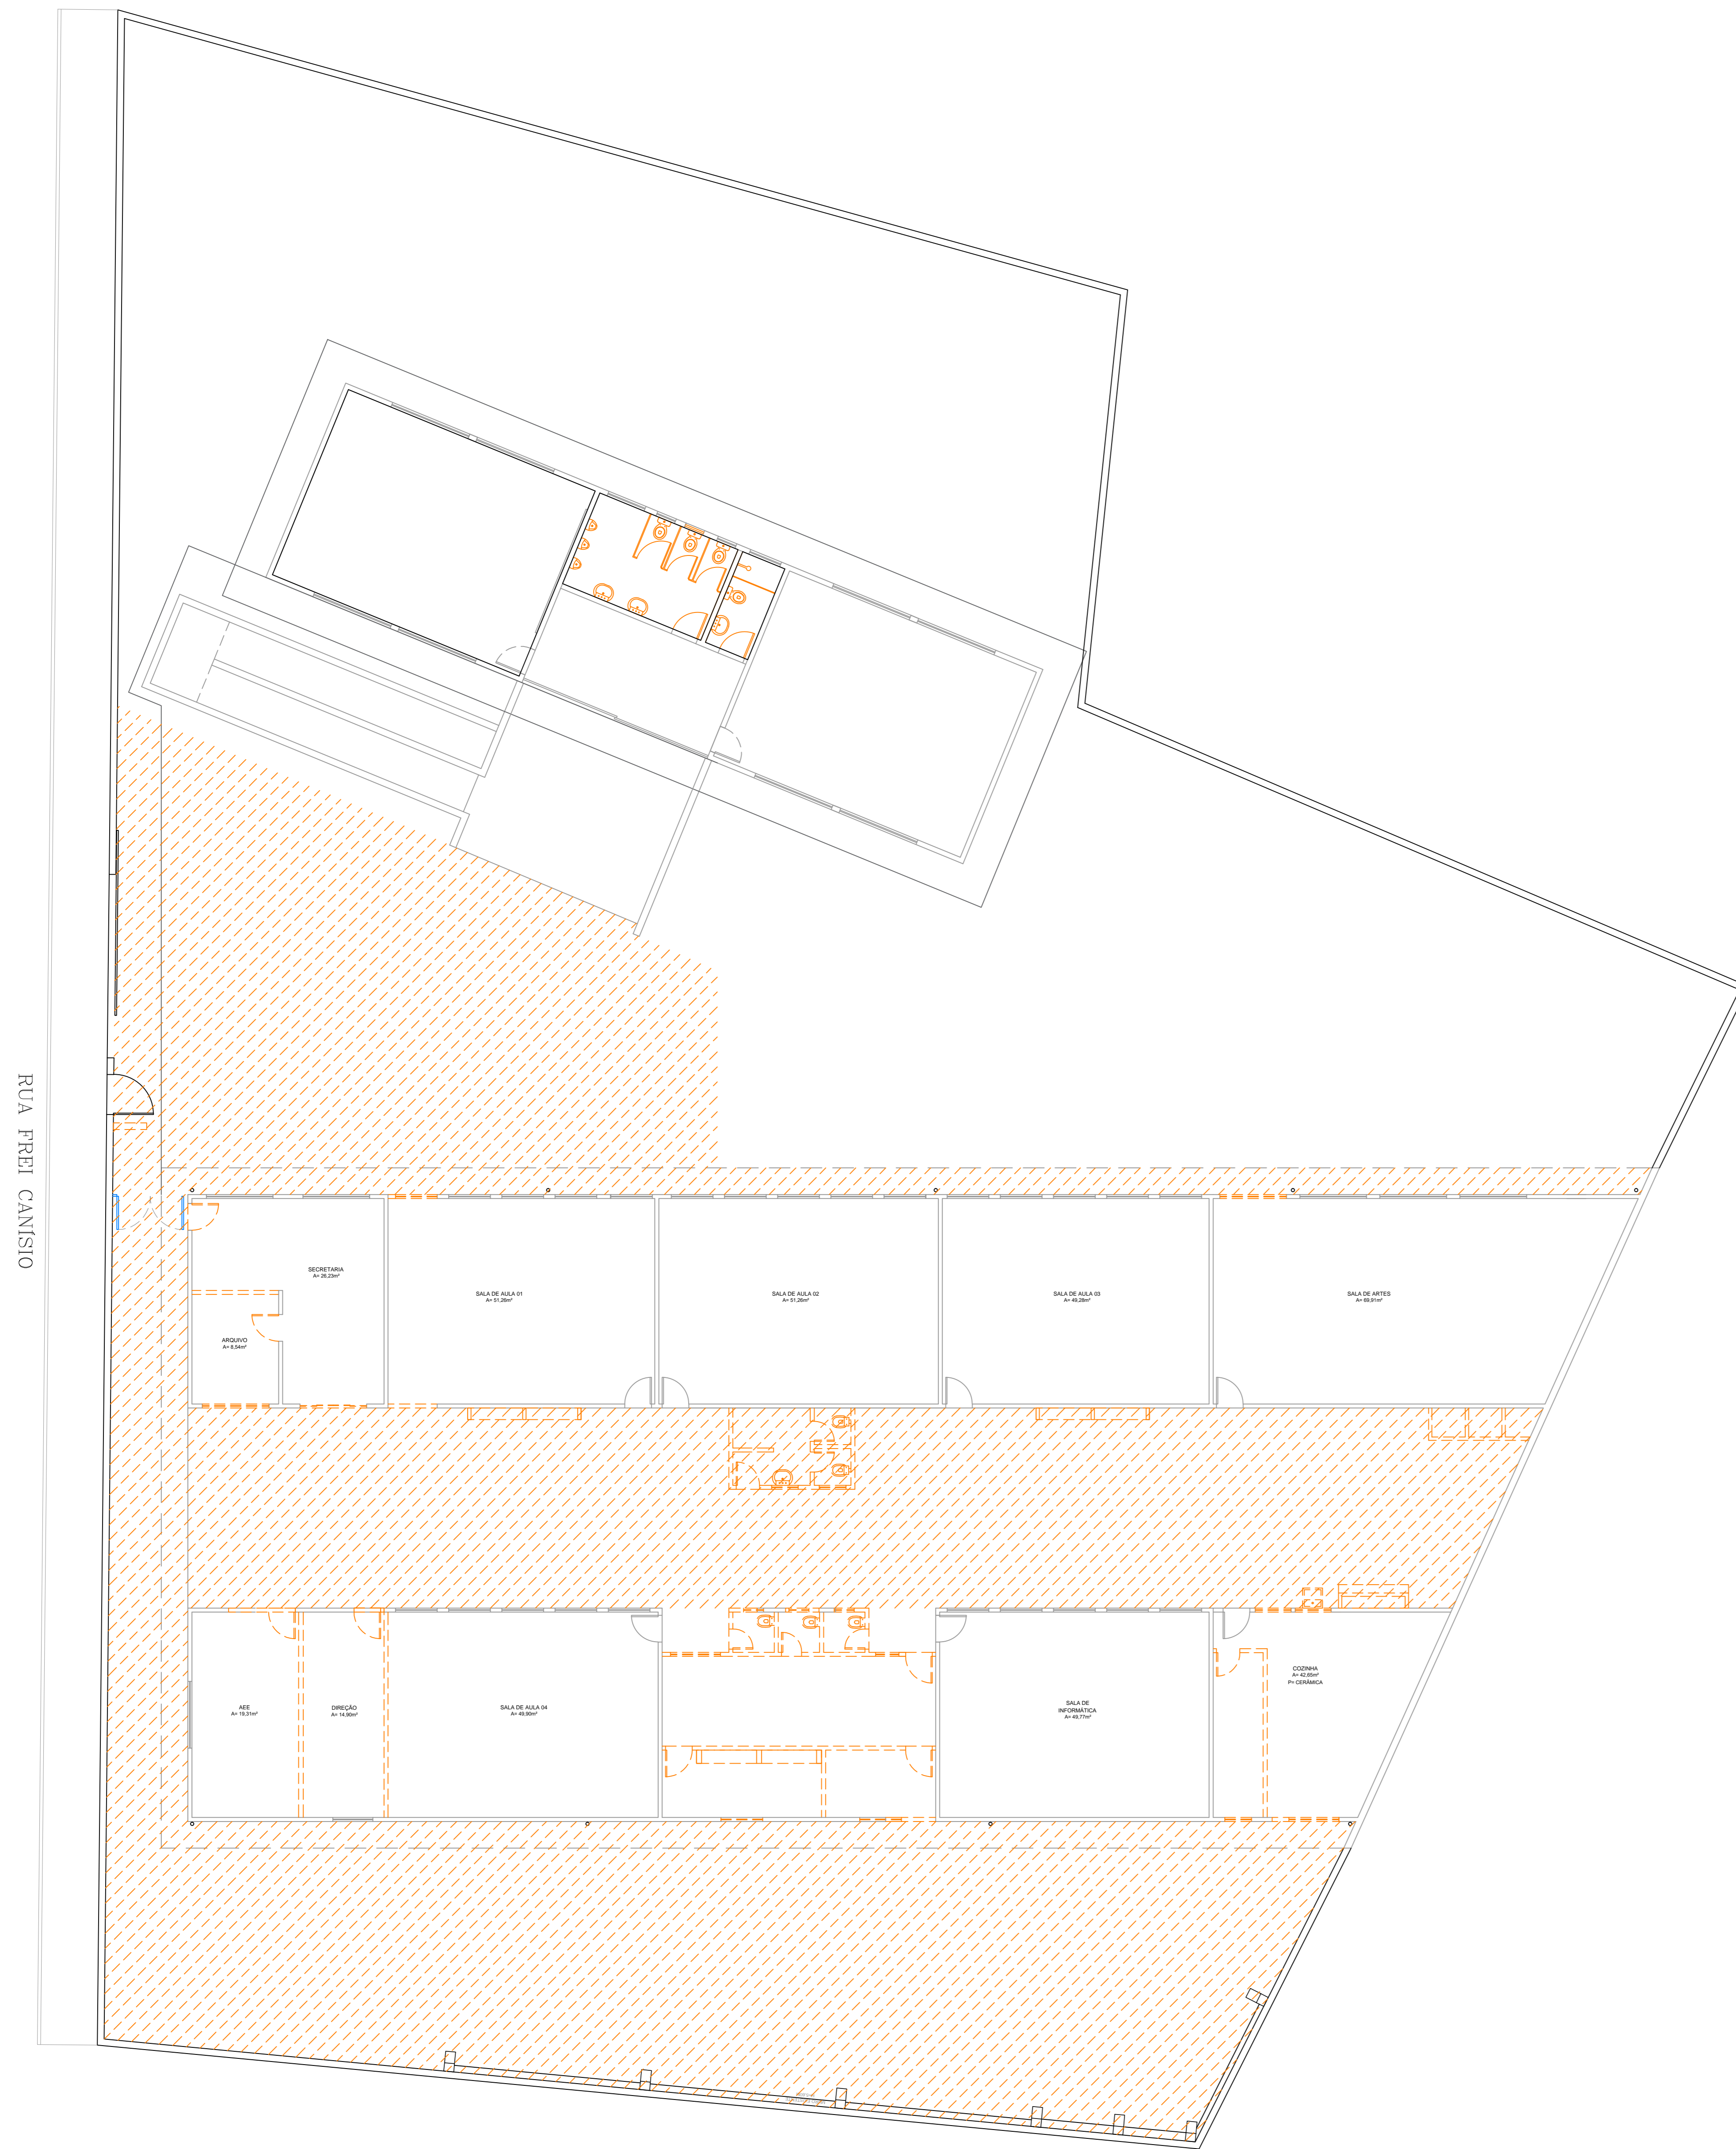 RUA FREI CANÍSIO
SECRETARIA
A= 26,23m²
SALA DE AULA 01
A= 51,26m²
SALA DE AULA 02
A= 51,26m²
SALA DE AULA 03
A= 49,28m²
SALA DE ARTES
A= 69,91m²
ARQUIVO
A= 8,54m²
COZINHA
A= 42,65m²
P= CERÂMICA
AEE
A= 19,31m²
DIREÇÃO
A= 14,90m²
SALA DE AULA 04
A= 49,90m²
SALA DE
INFORMÁTICA
A= 49,77m²